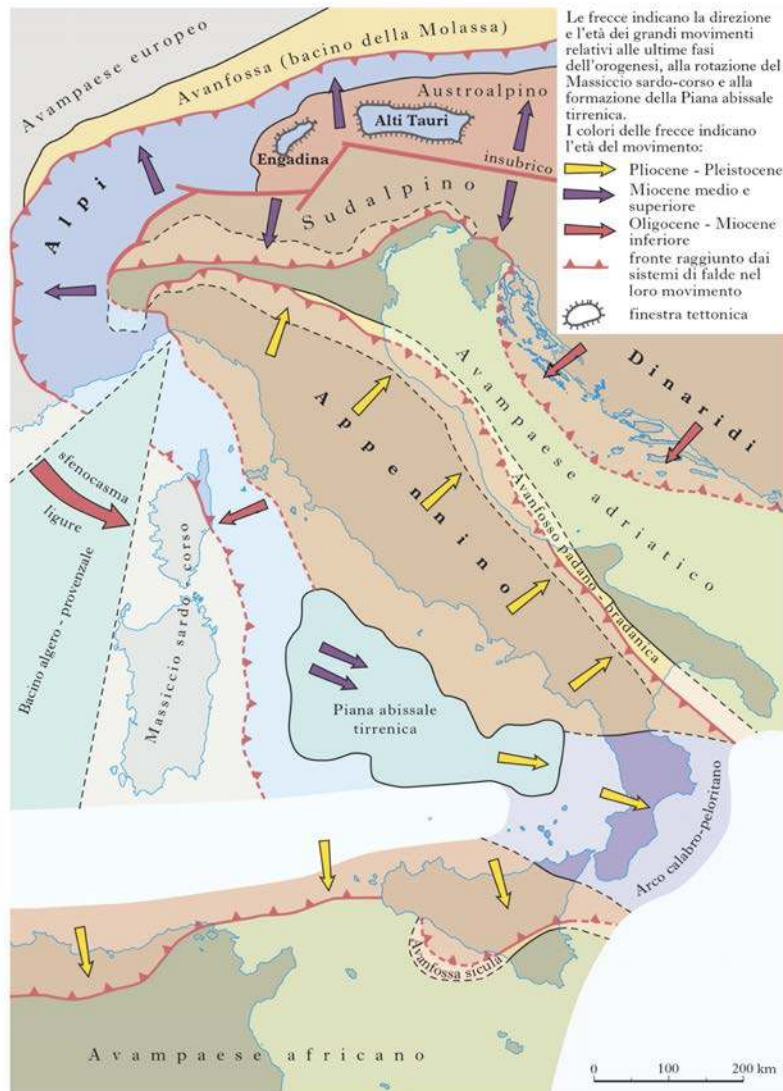 Le frecce indicano la direzione
e l'età dei grandi movimenti
relativi alle ultime fasi
dell'orogenesi, alla rotazione del
Massiccio sardo-corso e alla
formazione della Piana abissale
tirrenica.
I colori delle frecce indicano
l'età del movimento:
Pliocene - Pleistocene
Miocene medio e
superiore
Oligocene - Miocene
inferiore
fronte raggiunto dai
sistemi di falde nel
loro movimento
finestra tettonica
Avampaese europeo
Avanfossa (bacino della Molassa)
Austroalpino
Alti Tauri
Engadina
insubrico
Alpi
Sudalpino
Dinaridi
Appennino
Avampaese adriatico
Avanfosso padano - bradanica
sfenocasma
ligure
Bacino algero - provenzale
Massiccio sardo - corso
Piana abissale
tirrenica
Arco calabro-peloritano
Avanfossa sicula
Avampaese africano
0 100 200 km